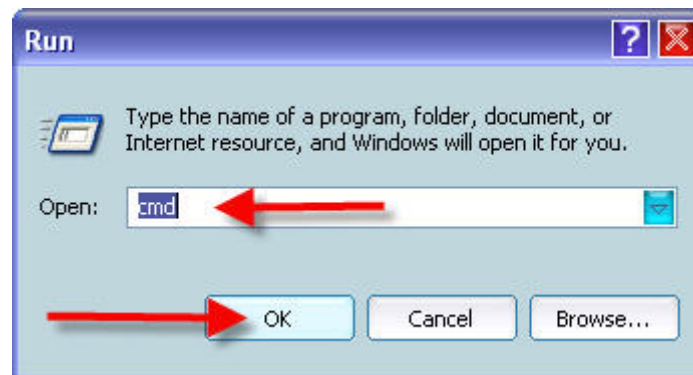 Run
Type the name of a program, folder, document, or
Internet resource, and Windows will open it for you.
Open: cmd
OK Cancel Browse...